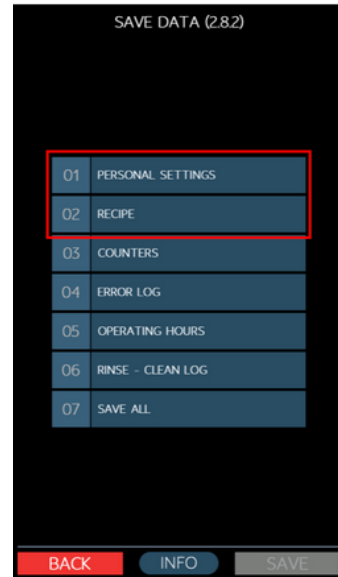 SAVE DATA (2.8.2)
01 PERSONAL SETTINGS
02 RECIPE
03 COUNTERS
04 ERROR LOG
05 OPERATING HOURS
06 RINSE - CLEAN LOG
07 SAVE ALL
BACK INFO SAVE